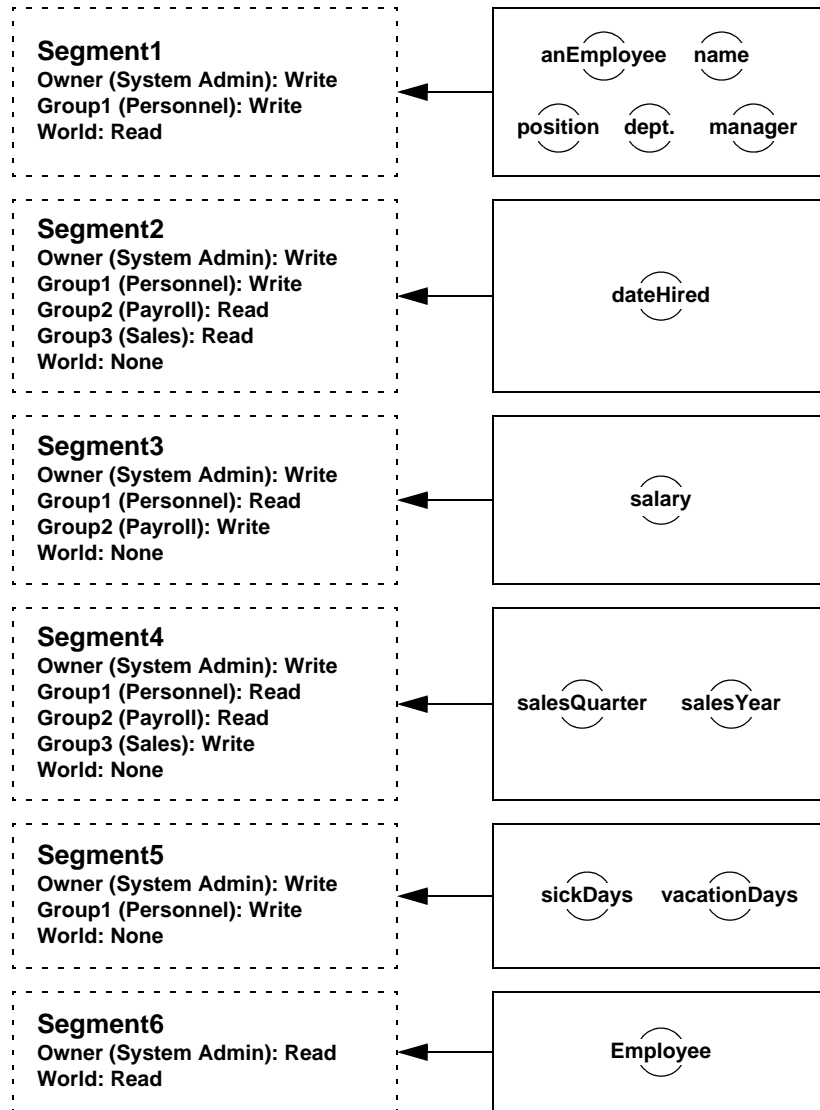 Segment1
Owner (System Admin): Write
Group1 (Personnel): Write
World: Read
anEmployee name
position dept. manager
Segment2
Owner (System Admin): Write
Group1 (Personnel): Write
Group2 (Payroll): Read
Group3 (Sales): Read
World: None
dateHired
Segment3
Owner (System Admin): Write
Group1 (Personnel): Read
Group2 (Payroll): Write
World: None
salary
Segment4
Owner (System Admin): Write
Group1 (Personnel): Read
Group2 (Payroll): Read
Group3 (Sales): Write
World: None
salesQuarter salesYear
Segment5
Owner (System Admin): Write
Group1 (Personnel): Write
World: None
sickDays vacationDays
Segment6
Owner (System Admin): Read
World: Read
Employee